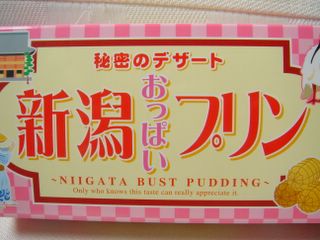 秘密のデザート
新潟おっぱいプリン
~NIIGATA BUST PUDDING~
Only who knows this taste can really appreciate it.